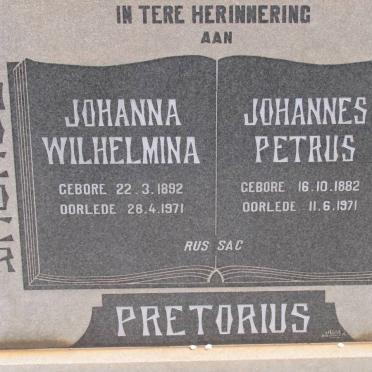 IN TERE HERINNERING
AAN
JOHANNA
WILHELMINA
GEBORE 22.3.1892
OORLEDE 28.4.1971
JOHANNES
PETRUS
GEBORE 16.10.1882
OORLEDE 11.6.1971
RUS SAC
PRETORIUS